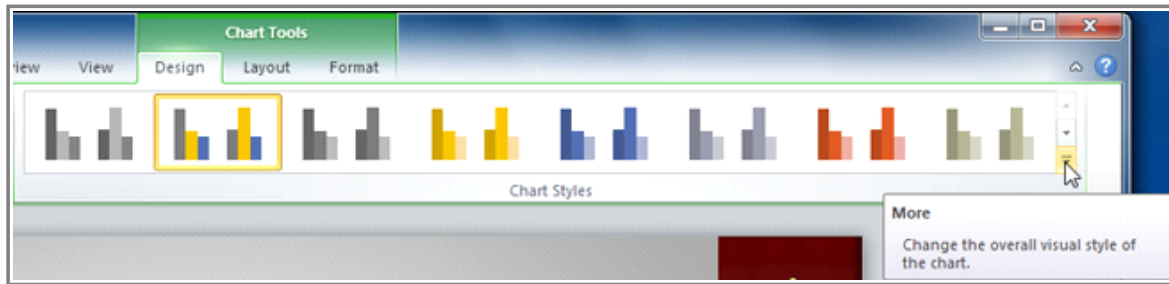 Chart Tools
iew View Design Layout Format
?
Chart Styles
More
Change the overall visual style of
the chart.